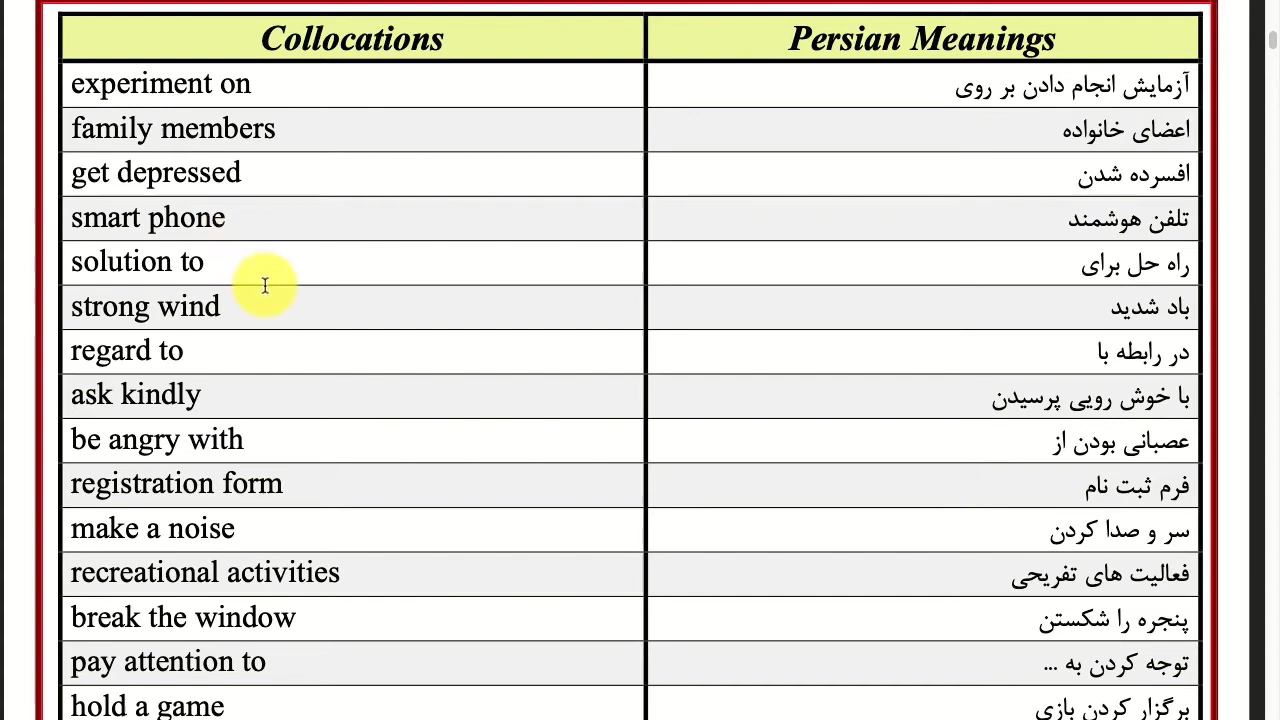 Collocations Persian Meanings
experiment on آزمایش انجام دادن بر روی
family members اعضای خانواده
get depressed افسرده شدن
smart phone تلفن هوشمند
solution to راه حل برای
strong wind باد شدید
regard to در رابطه با
ask kindly با خوش رویی پرسیدن
be angry with عصبانی بودن از
registration form فرم ثبت نام
make a noise سر و صدا کردن
recreational activities فعالیت های تفریحی
break the window پنجره را شکستن
pay attention to توجه کردن به ...
hold a game برگزار کردن بازی